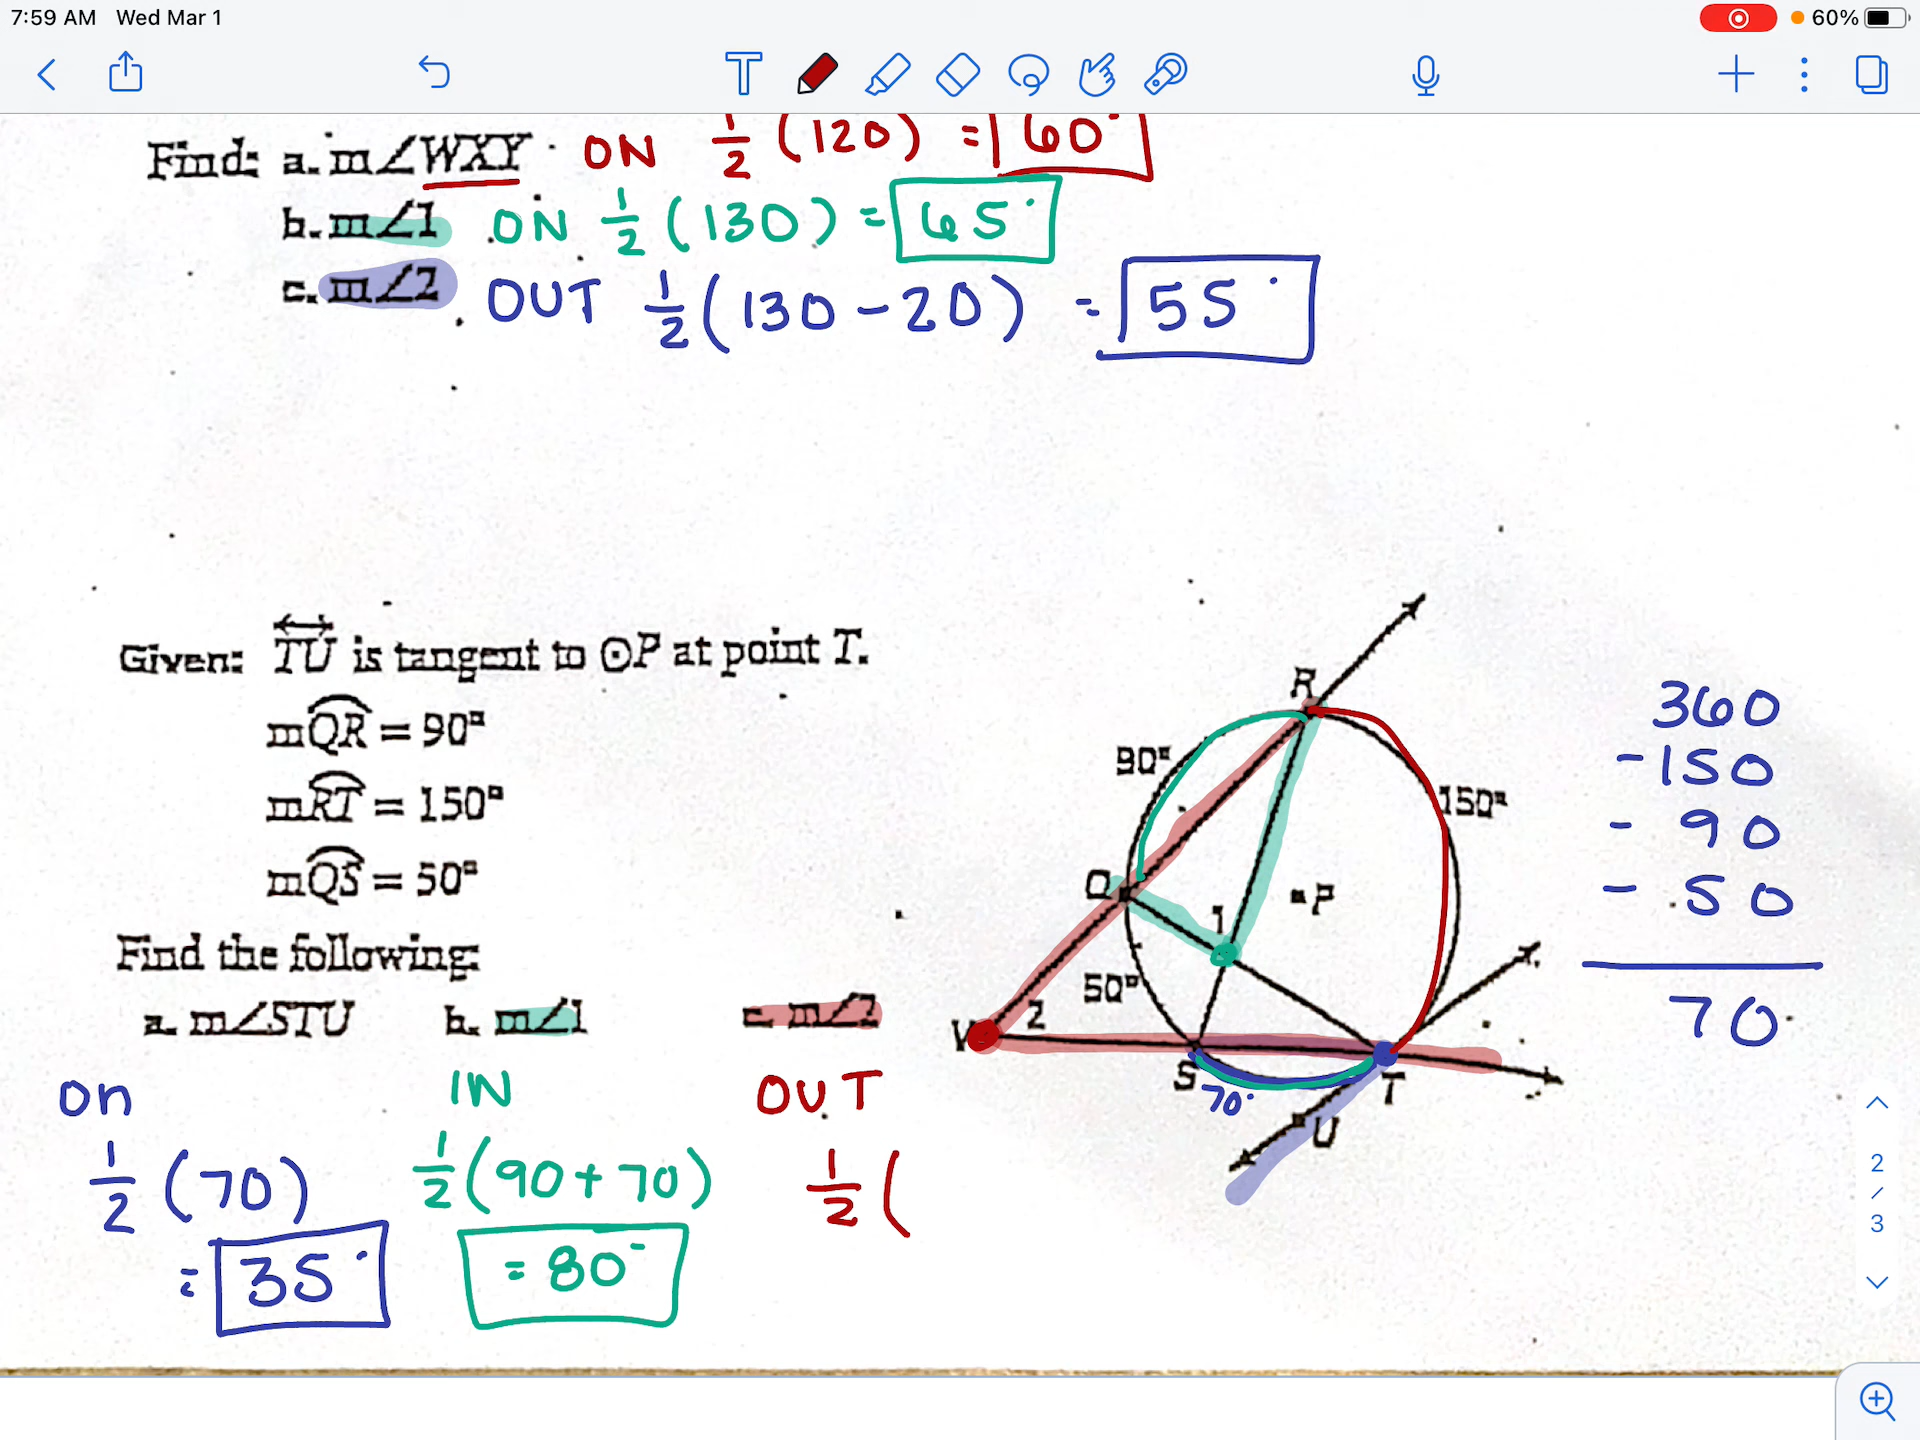 7:59 AM Wed Mar 1
60%
Find: a. m∠WXY ON 1/2 (120) = 60°
b. m∠1 ON 1/2 (130) = 65°
c. m∠2 OUT 1/2 (130 - 20) = 55°
Given: TU is tangent to ⊙P at point T.
mQR = 90°
mRT = 150°
mQS = 50°
Find the following:
a. m∠STU b. m∠1 c. m∠2
on IN OUT
1/2 (70) 1/2 (90 + 70) 1/2 (
= 35° = 80°
R
90°
150°
Q
1
P
50°
V 2
S
70°
T
U
360
- 150
- 90
- 50
70
2
/
3